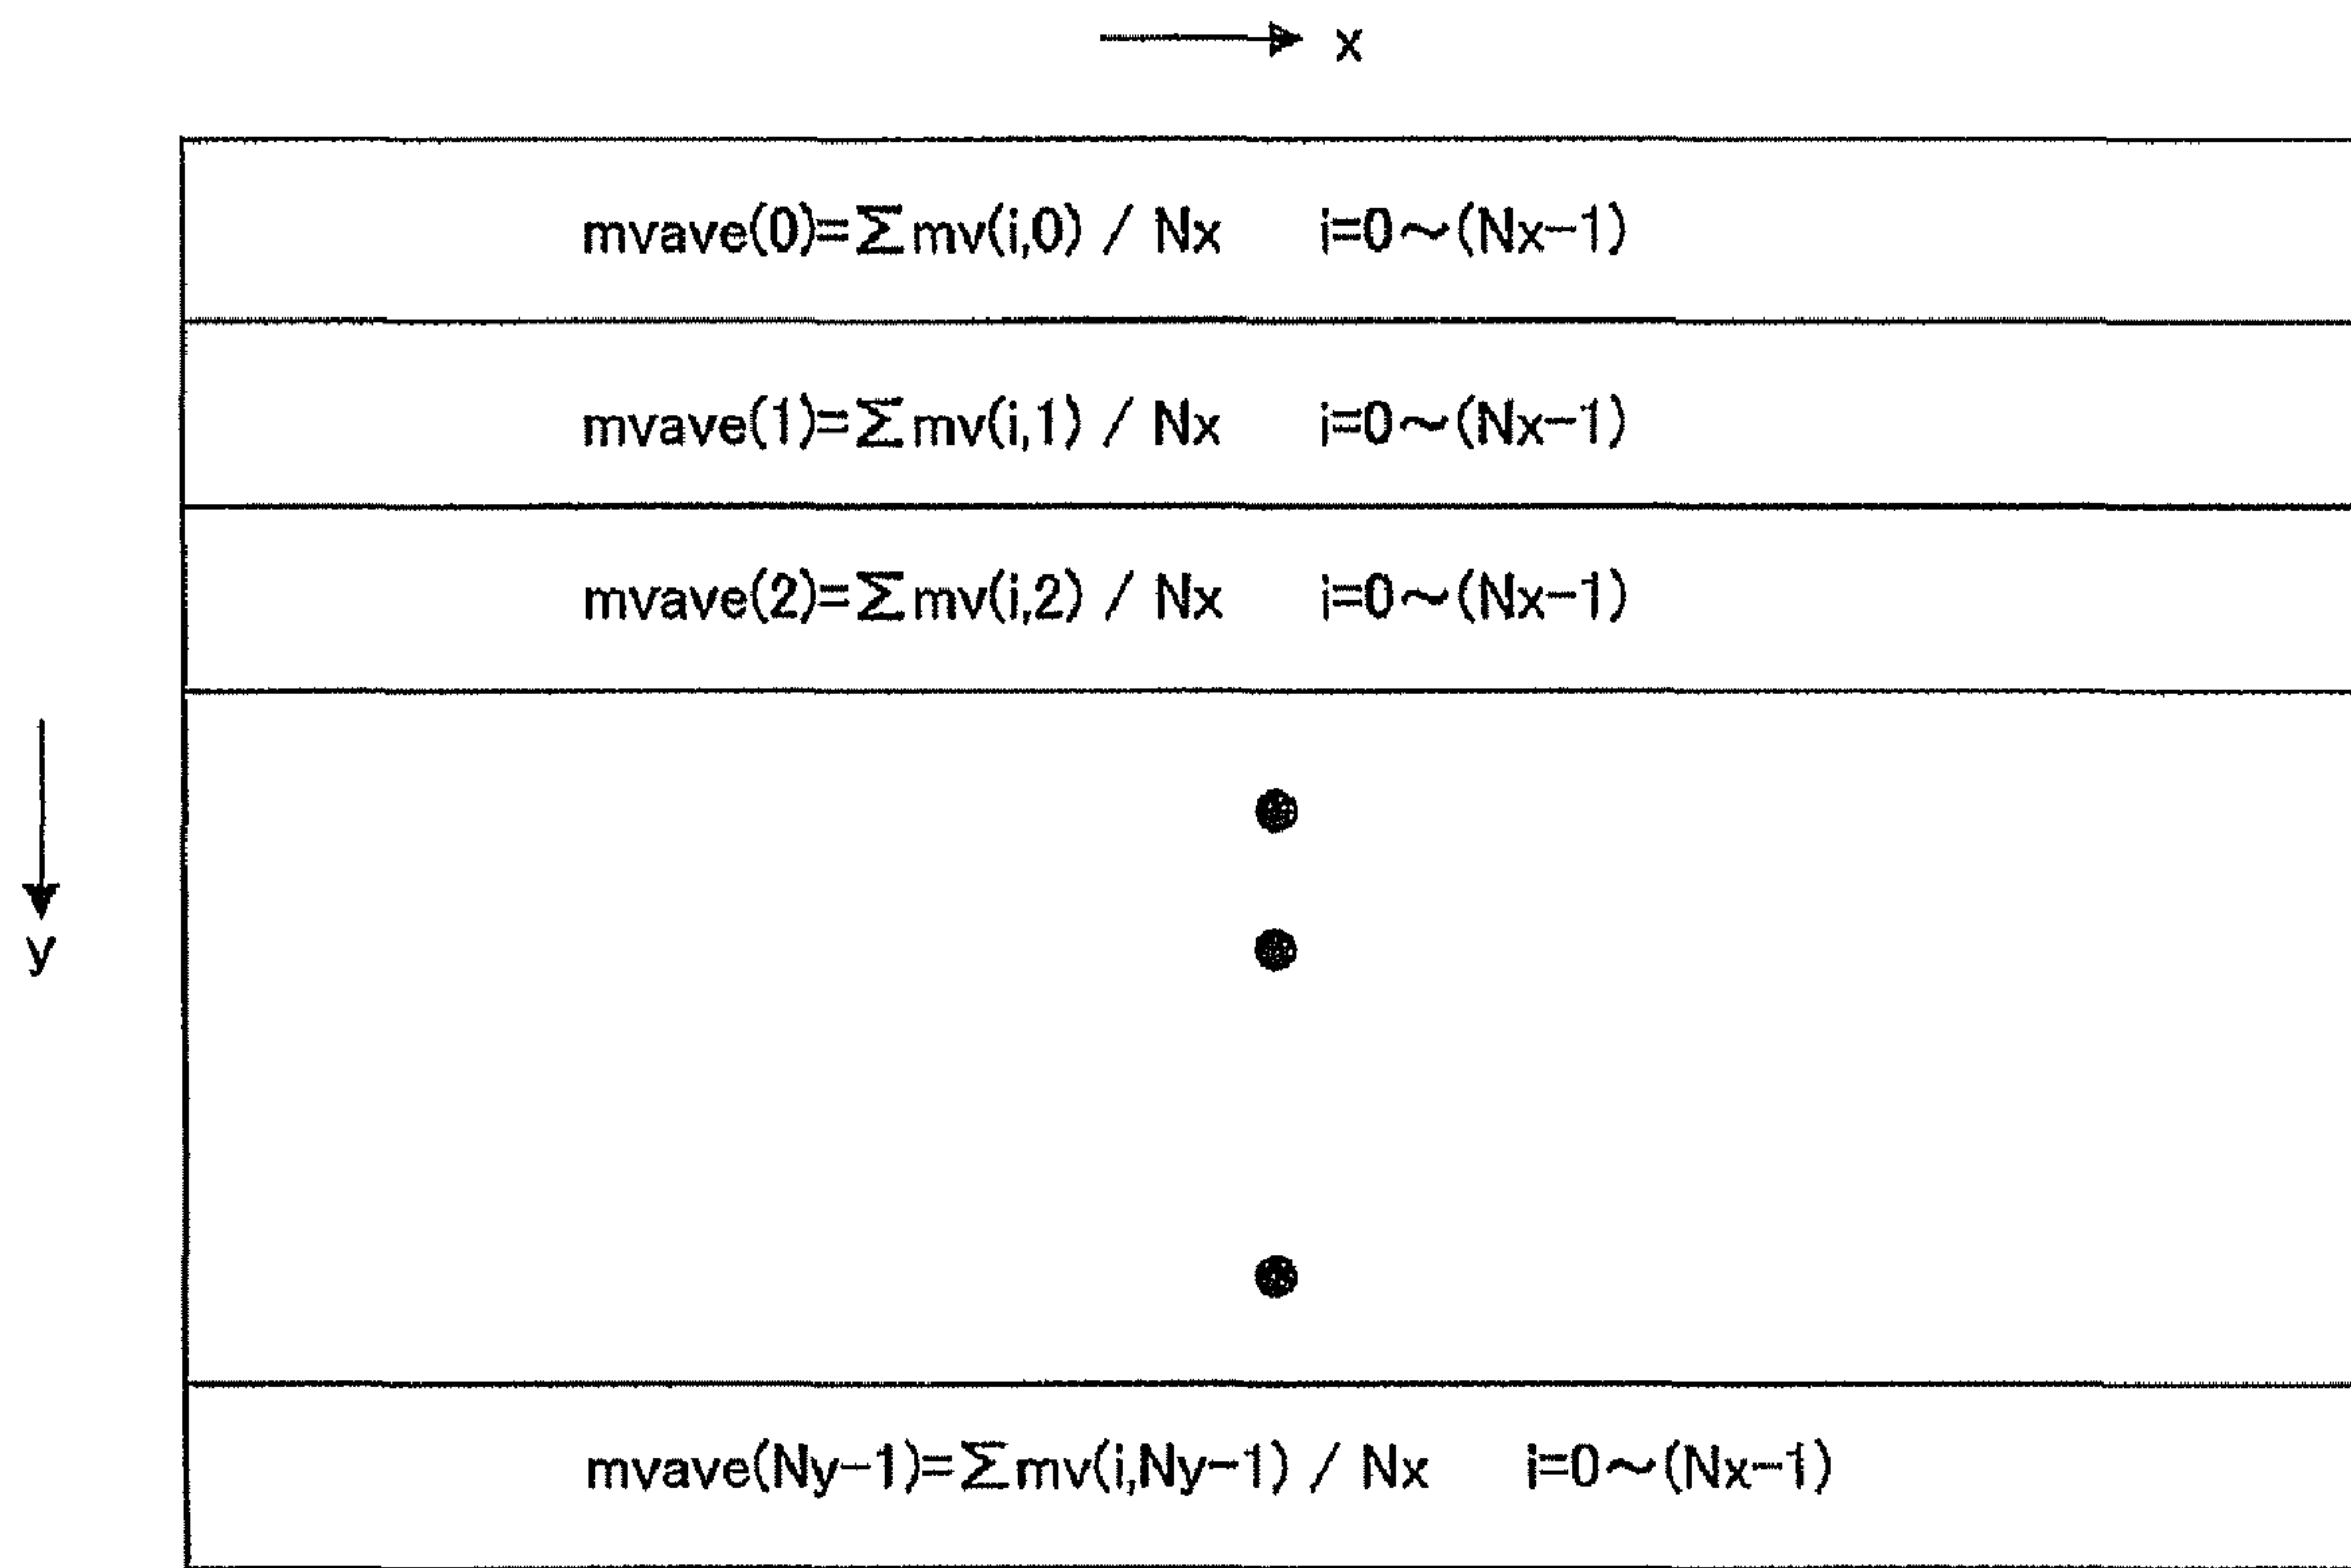 x
mvave(0)=Σmv(i,0) / Nx i=0～(Nx-1)
mvave(1)=Σmv(i,1) / Nx i=0～(Nx-1)
mvave(2)=Σmv(i,2) / Nx i=0～(Nx-1)
y
mvave(Ny-1)=Σmv(i,Ny-1) / Nx i=0～(Nx-1)